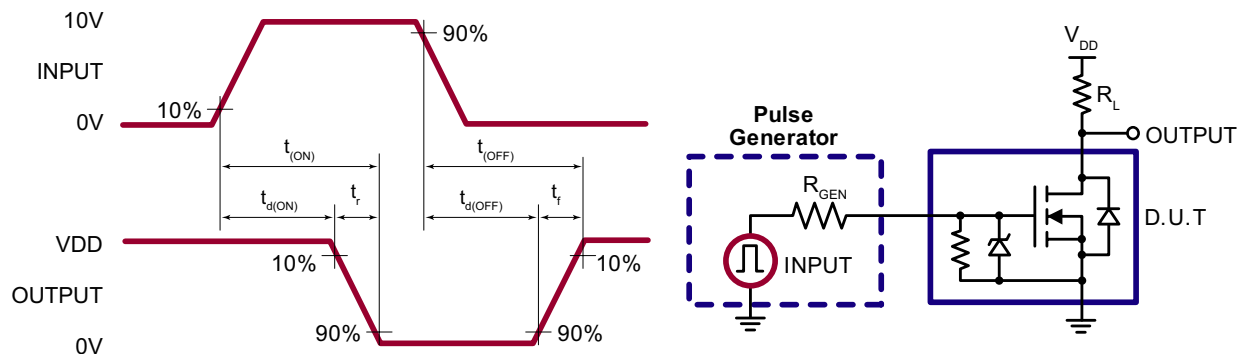 10V
INPUT
0V
10%
90%
t(ON)
t(OFF)
td(ON)
tr
td(OFF)
tf
VDD
OUTPUT
0V
10%
90%
90%
10%
Pulse
Generator
RGEN
INPUT
VDD
RL
OUTPUT
D.U.T